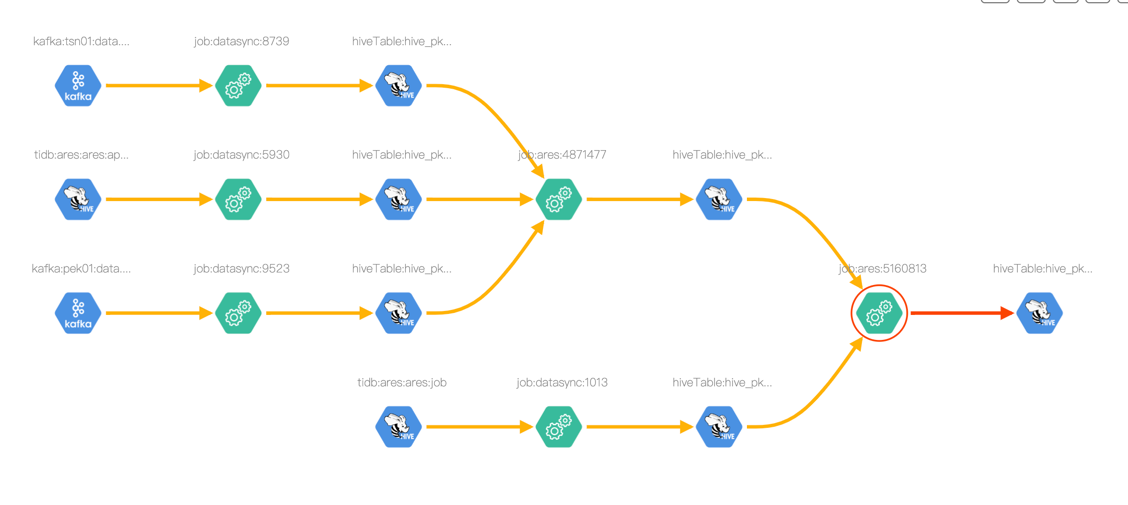 kafka:tsn01:data.... job:datasync:8739 hiveTable:hive_pk...
kafka HIVE
tidb:ares:ares:ap... job:datasync:5930 hiveTable:hive_pk... job:ares:4871477 hiveTable:hive_pk...
HIVE HIVE HIVE
kafka:pek01:data.... job:datasync:9523 hiveTable:hive_pk... job:ares:5160813 hiveTable:hive_pk...
kafka HIVE HIVE
tidb:ares:ares:job job:datasync:1013 hiveTable:hive_pk...
HIVE HIVE